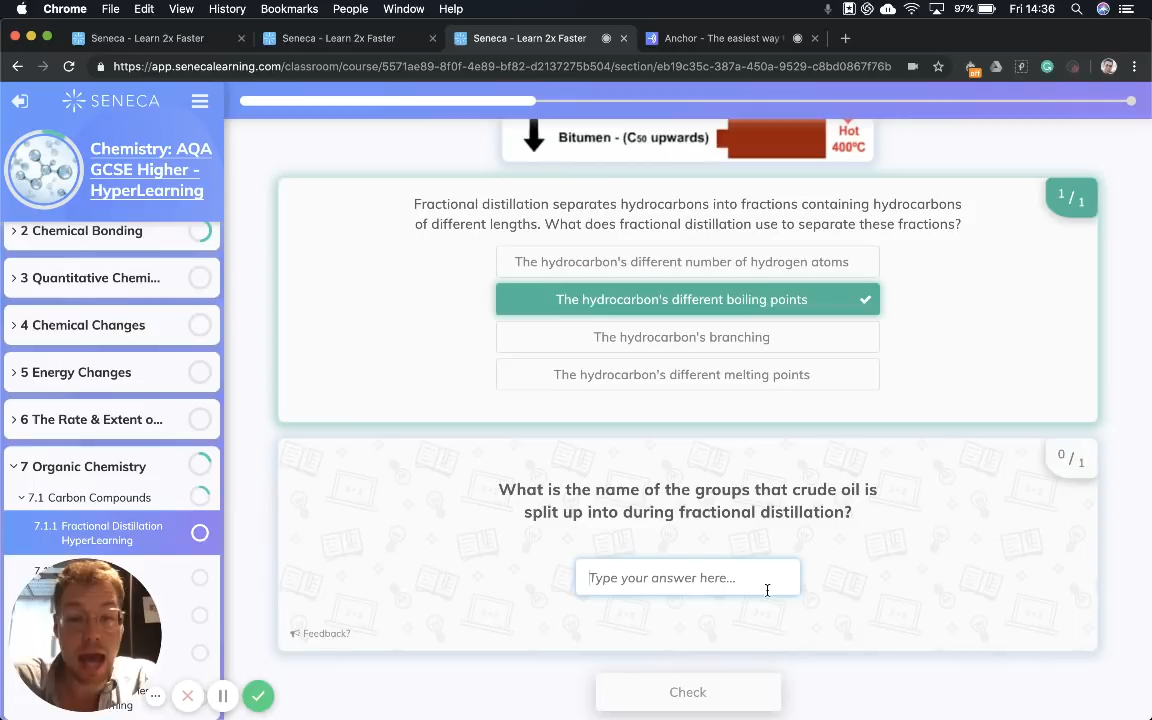 Chrome File Edit View History Bookmarks People Window Help 97% Fri 14:36
Seneca - Learn 2x Faster
Seneca - Learn 2x Faster
Seneca - Learn 2x Faster
Anchor - The easiest way
https://app.senecalearning.com/classroom/course/5571ae89-8f0f-4e89-bf82-d2137275b504/section/eb19c35c-387a-450a-9529-c8bd0867f76b
off
SENECA
Chemistry: AQA
GCSE Higher -
HyperLearning
2 Chemical Bonding
3 Quantitative Chemi...
4 Chemical Changes
5 Energy Changes
6 The Rate & Extent o...
7 Organic Chemistry
7.1 Carbon Compounds
7.1.1 Fractional Distillation
HyperLearning
Bitumen - (C50 upwards)
Hot
400°C
1/1
Fractional distillation separates hydrocarbons into fractions containing hydrocarbons
of different lengths. What does fractional distillation use to separate these fractions?
The hydrocarbon's different number of hydrogen atoms
The hydrocarbon's different boiling points
The hydrocarbon's branching
The hydrocarbon's different melting points
0/1
What is the name of the groups that crude oil is
split up into during fractional distillation?
Type your answer here...
Feedback?
Check